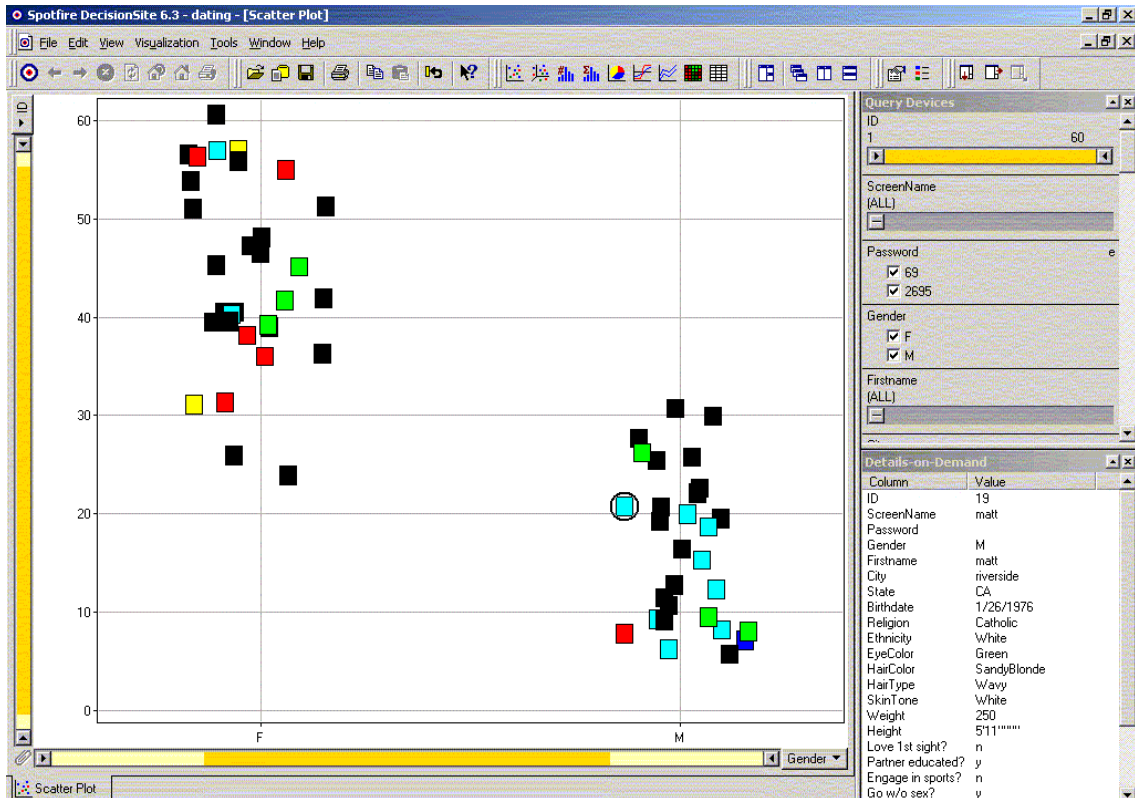 Spotfire DecisionSite 6.3 - dating - [Scatter Plot]
File Edit View Visualization Tools Window Help
ID
60
50
40
30
20
10
0
F M
Gender
Scatter Plot
Query Devices
ID
1 60
ScreenName
(ALL)
Password e
69
2695
Gender
F
M
Firstname
(ALL)
Details-on-Demand
Column Value
ID 19
ScreenName matt
Password
Gender M
Firstname matt
City riverside
State CA
Birthdate 1/26/1976
Religion Catholic
Ethnicity White
EyeColor Green
HairColor SandyBlonde
HairType Wavy
SkinTone White
Weight 250
Height 5'11"""""
Love 1st sight? n
Partner educated? y
Engage in sports? n
Go w/o sex? y